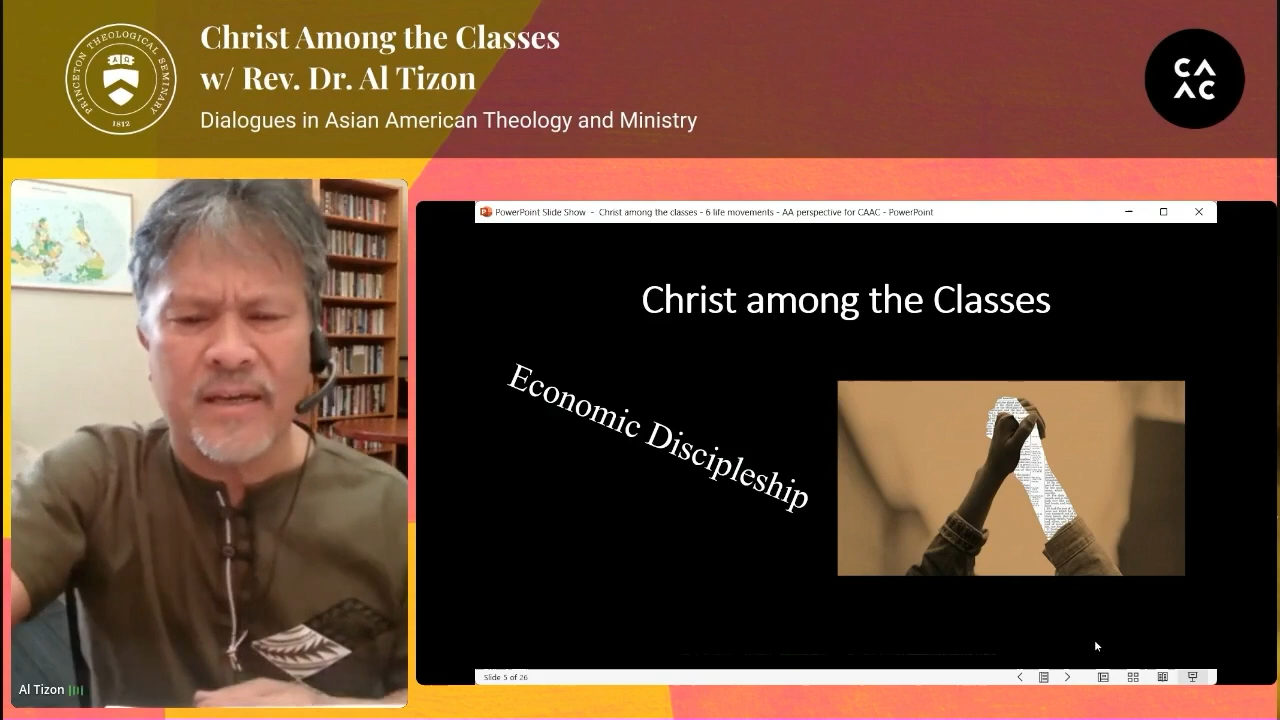 Christ Among the Classes
w/ Rev. Dr. Al Tizon
Dialogues in Asian American Theology and Ministry
PRINCETON THEOLOGICAL SEMINARY
1812
CA
AC
PowerPoint Slide Show - Christ among the classes - 6 life movements - AA perspective for CAAC - PowerPoint
Christ among the Classes
Economic Discipleship
Al Tizon
Slide 5 of 26